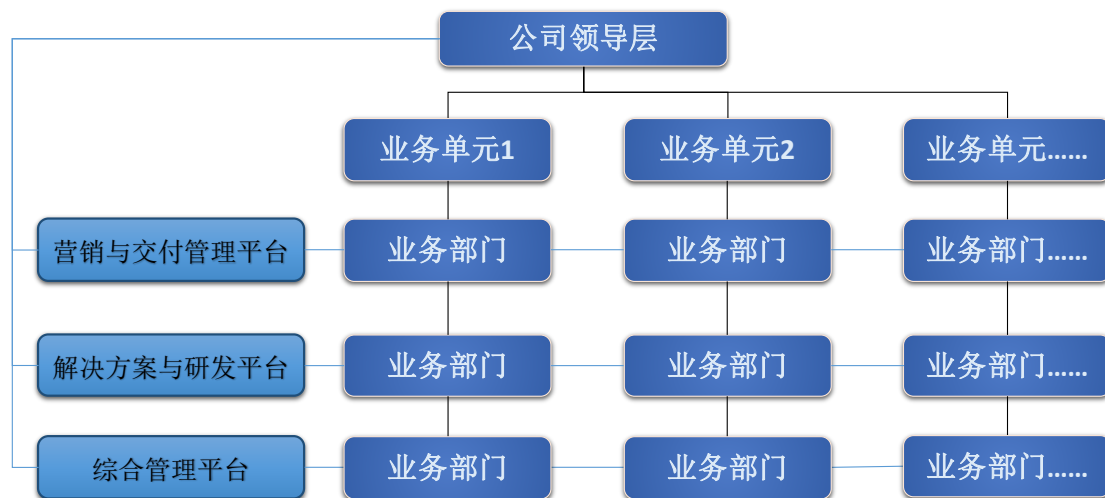 公司领导层
业务单元1
业务单元2
业务单元……
营销与交付管理平台
业务部门
业务部门
业务部门……
解决方案与研发平台
业务部门
业务部门
业务部门……
综合管理平台
业务部门
业务部门
业务部门……